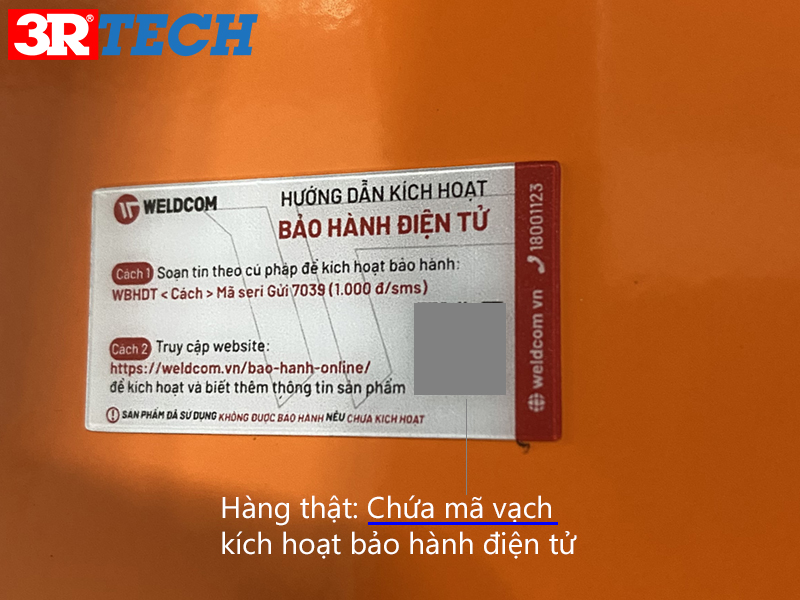 3R® TECH
WELDCOM
HƯỚNG DẪN KÍCH HOẠT
BẢO HÀNH ĐIỆN TỬ
Cách 1 Soạn tin theo cú pháp để kích hoạt bảo hành:
WBHDT < Cách > Mã seri Gửi 7039 (1.000 đ/sms)
Cách 2 Truy cập website:
https://weldcom.vn/bao-hanh-online/
để kích hoạt và biết thêm thông tin sản phẩm
SẢN PHẨM ĐÃ SỬ DỤNG KHÔNG ĐƯỢC BẢO HÀNH NẾU CHƯA KÍCH HOẠT
weldcom vn 18001123
Hàng thật: Chứa mã vạch
kích hoạt bảo hành điện tử